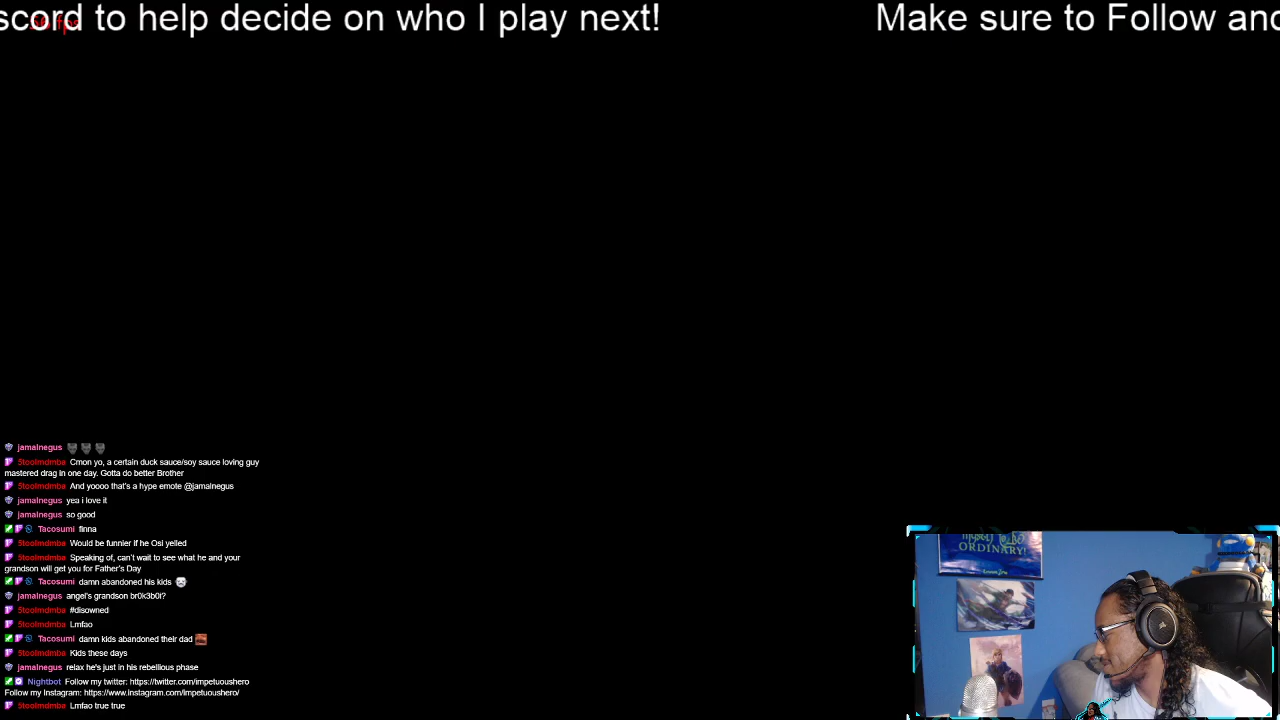 scord to help decide on who I play next! Make sure to Follow and
jamalnegus
5toolmdmba Cmon yo, a certain duck sauce/soy sauce loving guy
mastered drag in one day. Gotta do better Brother
5toolmdmba And yoooo that's a hype emote @jamalnegus
jamalnegus yea i love it
jamalnegus so good
Tacosumi finna
5toolmdmba Would be funnier if he Osi yelled
5toolmdmba Speaking of, can't wait to see what he and your
grandson will get you for Father's Day
Tacosumi damn abandoned his kids
jamalnegus angel's grandson br0k3b0i?
5toolmdmba #disowned
5toolmdmba Lmfao
Tacosumi damn kids abandoned their dad
5toolmdmba Kids these days
jamalnegus relax he's just in his rebellious phase
Nightbot Follow my twitter: https://twitter.com/impetuoushero
Follow my Instagram: https://www.instagram.com/impetuoushero/
5toolmdmba Lmfao true true
myself to be
ORDINARY!